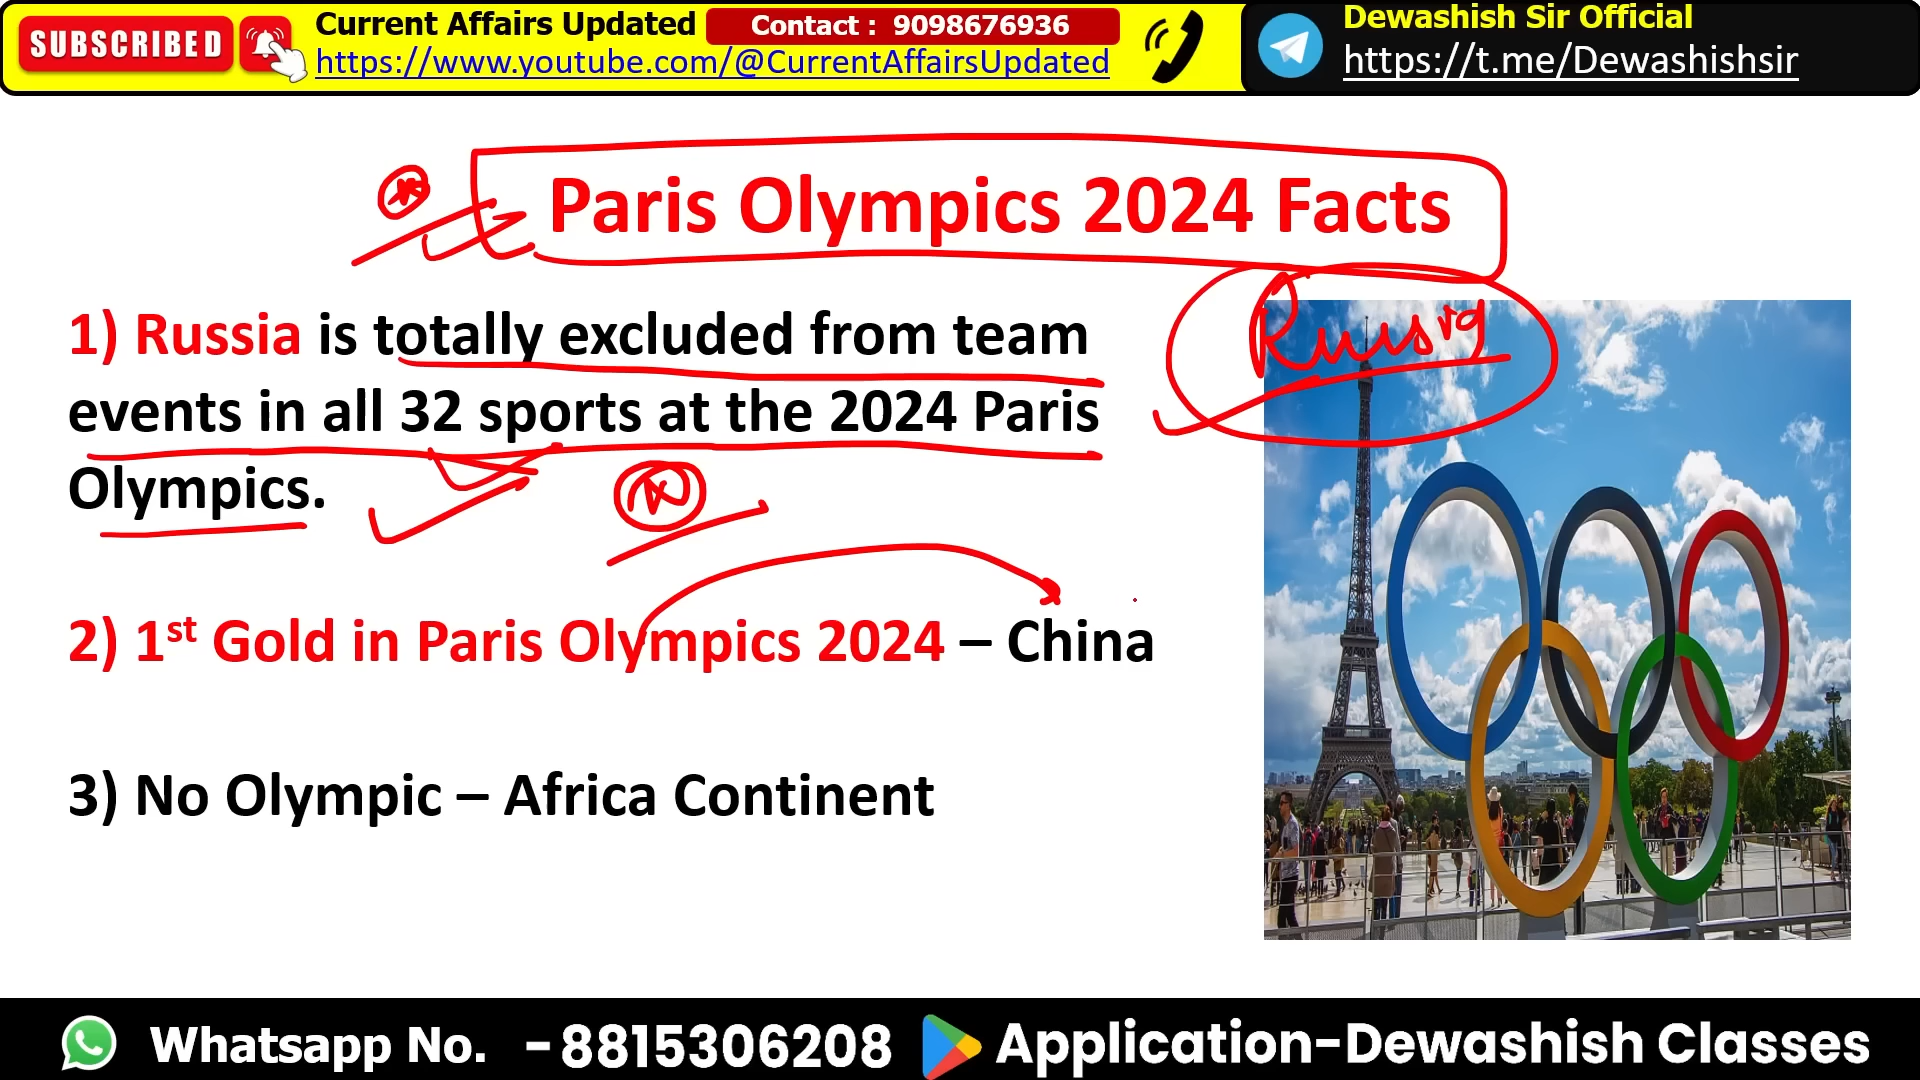 SUBSCRIBED
Current Affairs Updated
Contact : 9098676936
https://www.youtube.com/@CurrentAffairsUpdated
Dewashish Sir Official
https://t.me/Dewashishsir
Paris Olympics 2024 Facts
Russia
1) Russia is totally excluded from team
events in all 32 sports at the 2024 Paris
Olympics.
2) 1st Gold in Paris Olympics 2024 – China
3) No Olympic – Africa Continent
Whatsapp No. - 8815306208
Application-Dewashish Classes